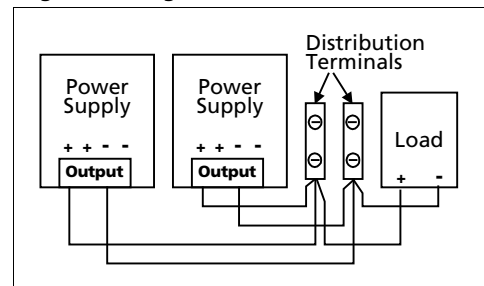 Distribution
Terminals
Power
Supply
+ + - -
Output
Power
Supply
+ + - -
Output
Load
+ -